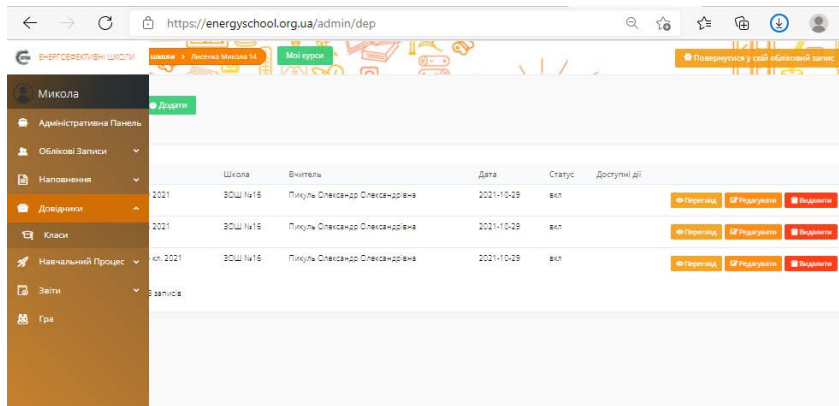 https://energyschool.org.ua/admin/dep
ЕНЕРГОЕФЕКТИВНІ ШКОЛИ
школи > Лисенко Микола 14
Мої курси
Повернутися у свій обліковий запис
Микола
Додати
Адміністративна Панель
Облікові Записи
Наповнення
Довідники
Класи
Навчальний Процес
Звіти
Гра
Школа Вчитель Дата Статус Доступні дії
2021 ЗОШ №16 Пикуль Олександр Олександрівна 2021-10-29 вкл Перегляд Редагувати Видалити
2021 ЗОШ №16 Пикуль Олександр Олександрівна 2021-10-29 вкл Перегляд Редагувати Видалити
кл. 2021 ЗОШ №16 Пикуль Олександр Олександрівна 2021-10-29 вкл Перегляд Редагувати Видалити
записів